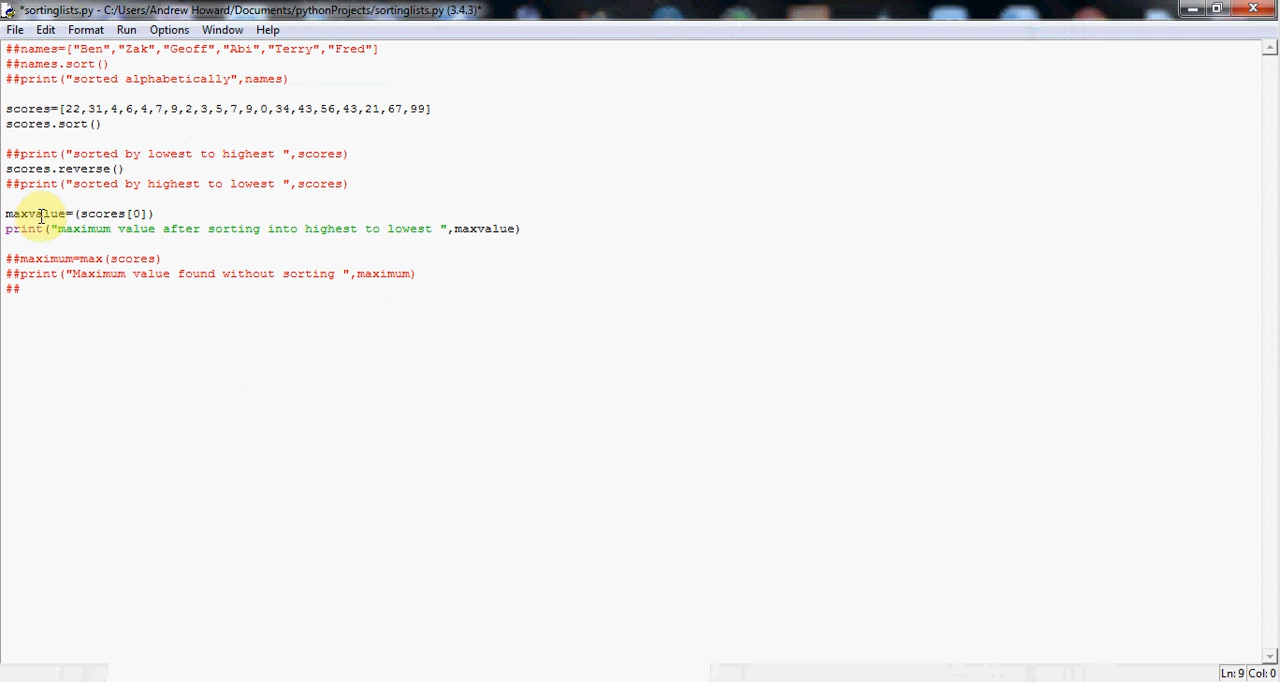 *sortinglists.py - C:/Users/Andrew Howard/Documents/pythonProjects/sortinglists.py (3.4.3)*
File Edit Format Run Options Window Help
##names=["Ben","Zak","Geoff","Abi","Terry","Fred"]
##names.sort()
##print("sorted alphabetically",names)
scores=[22,31,4,6,4,7,9,2,3,5,7,9,0,34,43,56,43,21,67,99]
scores.sort()
##print("sorted by lowest to highest ",scores)
scores.reverse()
##print("sorted by highest to lowest ",scores)
maxvalue=(scores[0])
print("maximum value after sorting into highest to lowest ",maxvalue)
##maximum=max(scores)
##print("Maximum value found without sorting ",maximum)
##
Ln: 9 Col: 0